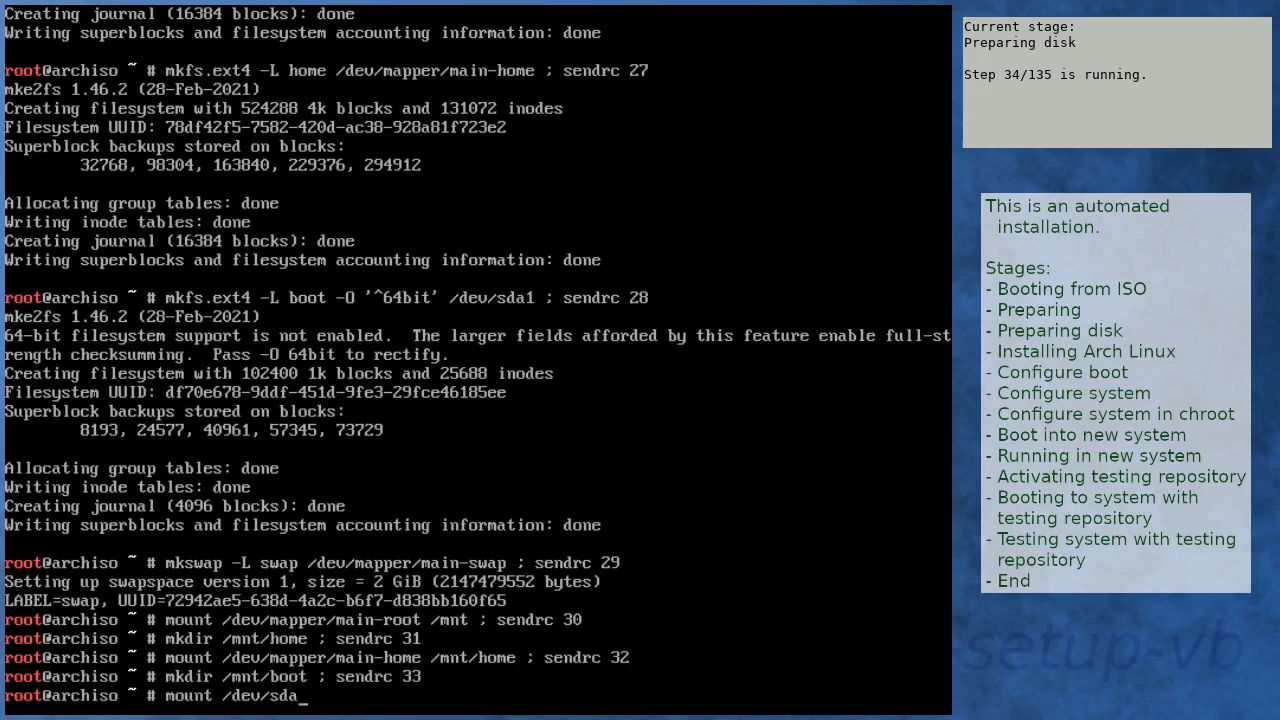 Creating journal (16384 blocks): done
Writing superblocks and filesystem accounting information: done
root@archiso ~ # mkfs.ext4 -L home /dev/mapper/main-home ; sendrc 27
mke2fs 1.46.2 (28-Feb-2021)
Creating filesystem with 524288 4k blocks and 131072 inodes
Filesystem UUID: 78df42f5-7582-420d-ac38-928a81f723e2
Superblock backups stored on blocks:
        32768, 98304, 163840, 229376, 294912
Allocating group tables: done
Writing inode tables: done
Creating journal (16384 blocks): done
Writing superblocks and filesystem accounting information: done
root@archiso ~ # mkfs.ext4 -L boot -O '^64bit' /dev/sda1 ; sendrc 28
mke2fs 1.46.2 (28-Feb-2021)
64-bit filesystem support is not enabled.  The larger fields afforded by this feature enable full-st
rength checksumming.  Pass -O 64bit to rectify.
Creating filesystem with 102400 1k blocks and 25688 inodes
Filesystem UUID: df70e678-9ddf-451d-9fe3-29fce46185ee
Superblock backups stored on blocks:
        8193, 24577, 40961, 57345, 73729
Allocating group tables: done
Writing inode tables: done
Creating journal (4096 blocks): done
Writing superblocks and filesystem accounting information: done
root@archiso ~ # mkswap -L swap /dev/mapper/main-swap ; sendrc 29
Setting up swapspace version 1, size = 2 GiB (2147479552 bytes)
LABEL=swap, UUID=72942ae5-638d-4a2c-b6f7-d838bb160f65
root@archiso ~ # mount /dev/mapper/main-root /mnt ; sendrc 30
root@archiso ~ # mkdir /mnt/home ; sendrc 31
root@archiso ~ # mount /dev/mapper/main-home /mnt/home ; sendrc 32
root@archiso ~ # mkdir /mnt/boot ; sendrc 33
root@archiso ~ # mount /dev/sda_
Current stage:
Preparing disk
Step 34/135 is running.
This is an automated
installation.
Stages:
- Booting from ISO
- Preparing
- Preparing disk
- Installing Arch Linux
- Configure boot
- Configure system
- Configure system in chroot
- Boot into new system
- Running in new system
- Activating testing repository
- Booting to system with
testing repository
- Testing system with testing
repository
- End
setup-vb